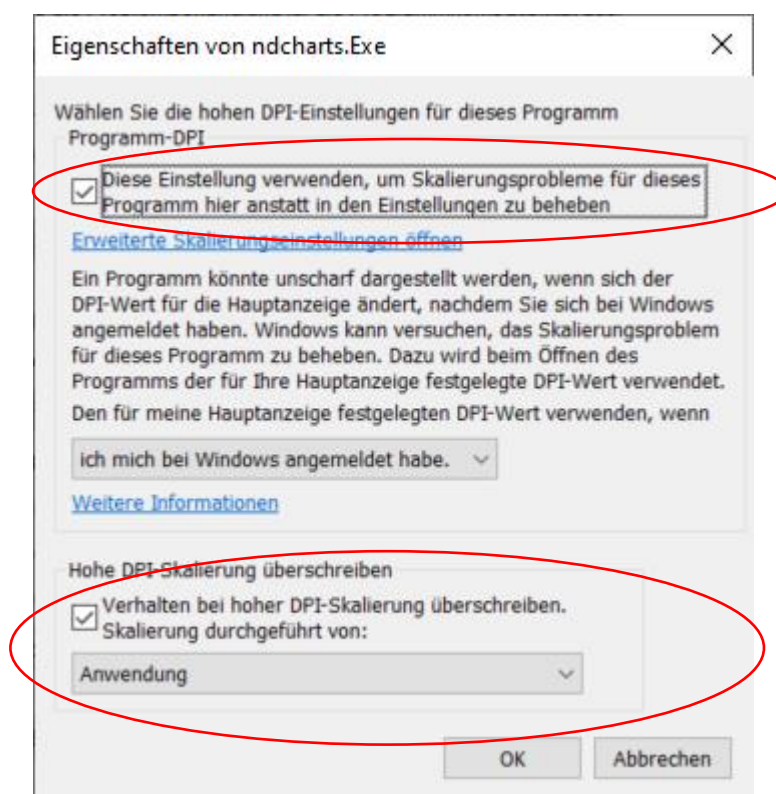 Eigenschaften von ndcharts.Exe
Wählen Sie die hohen DPI-Einstellungen für dieses Programm
Programm-DPI
Diese Einstellung verwenden, um Skalierungsprobleme für dieses
Programm hier anstatt in den Einstellungen zu beheben
Erweiterte Skalierungseinstellungen öffnen
Ein Programm könnte unscharf dargestellt werden, wenn sich der
DPI-Wert für die Hauptanzeige ändert, nachdem Sie sich bei Windows
angemeldet haben. Windows kann versuchen, das Skalierungsproblem
für dieses Programm zu beheben. Dazu wird beim Öffnen des
Programms der für Ihre Hauptanzeige festgelegte DPI-Wert verwendet.
Den für meine Hauptanzeige festgelegten DPI-Wert verwenden, wenn
ich mich bei Windows angemeldet habe.
Weitere Informationen
Hohe DPI-Skalierung überschreiben
Verhalten bei hoher DPI-Skalierung überschreiben.
Skalierung durchgeführt von:
Anwendung
OK Abbrechen